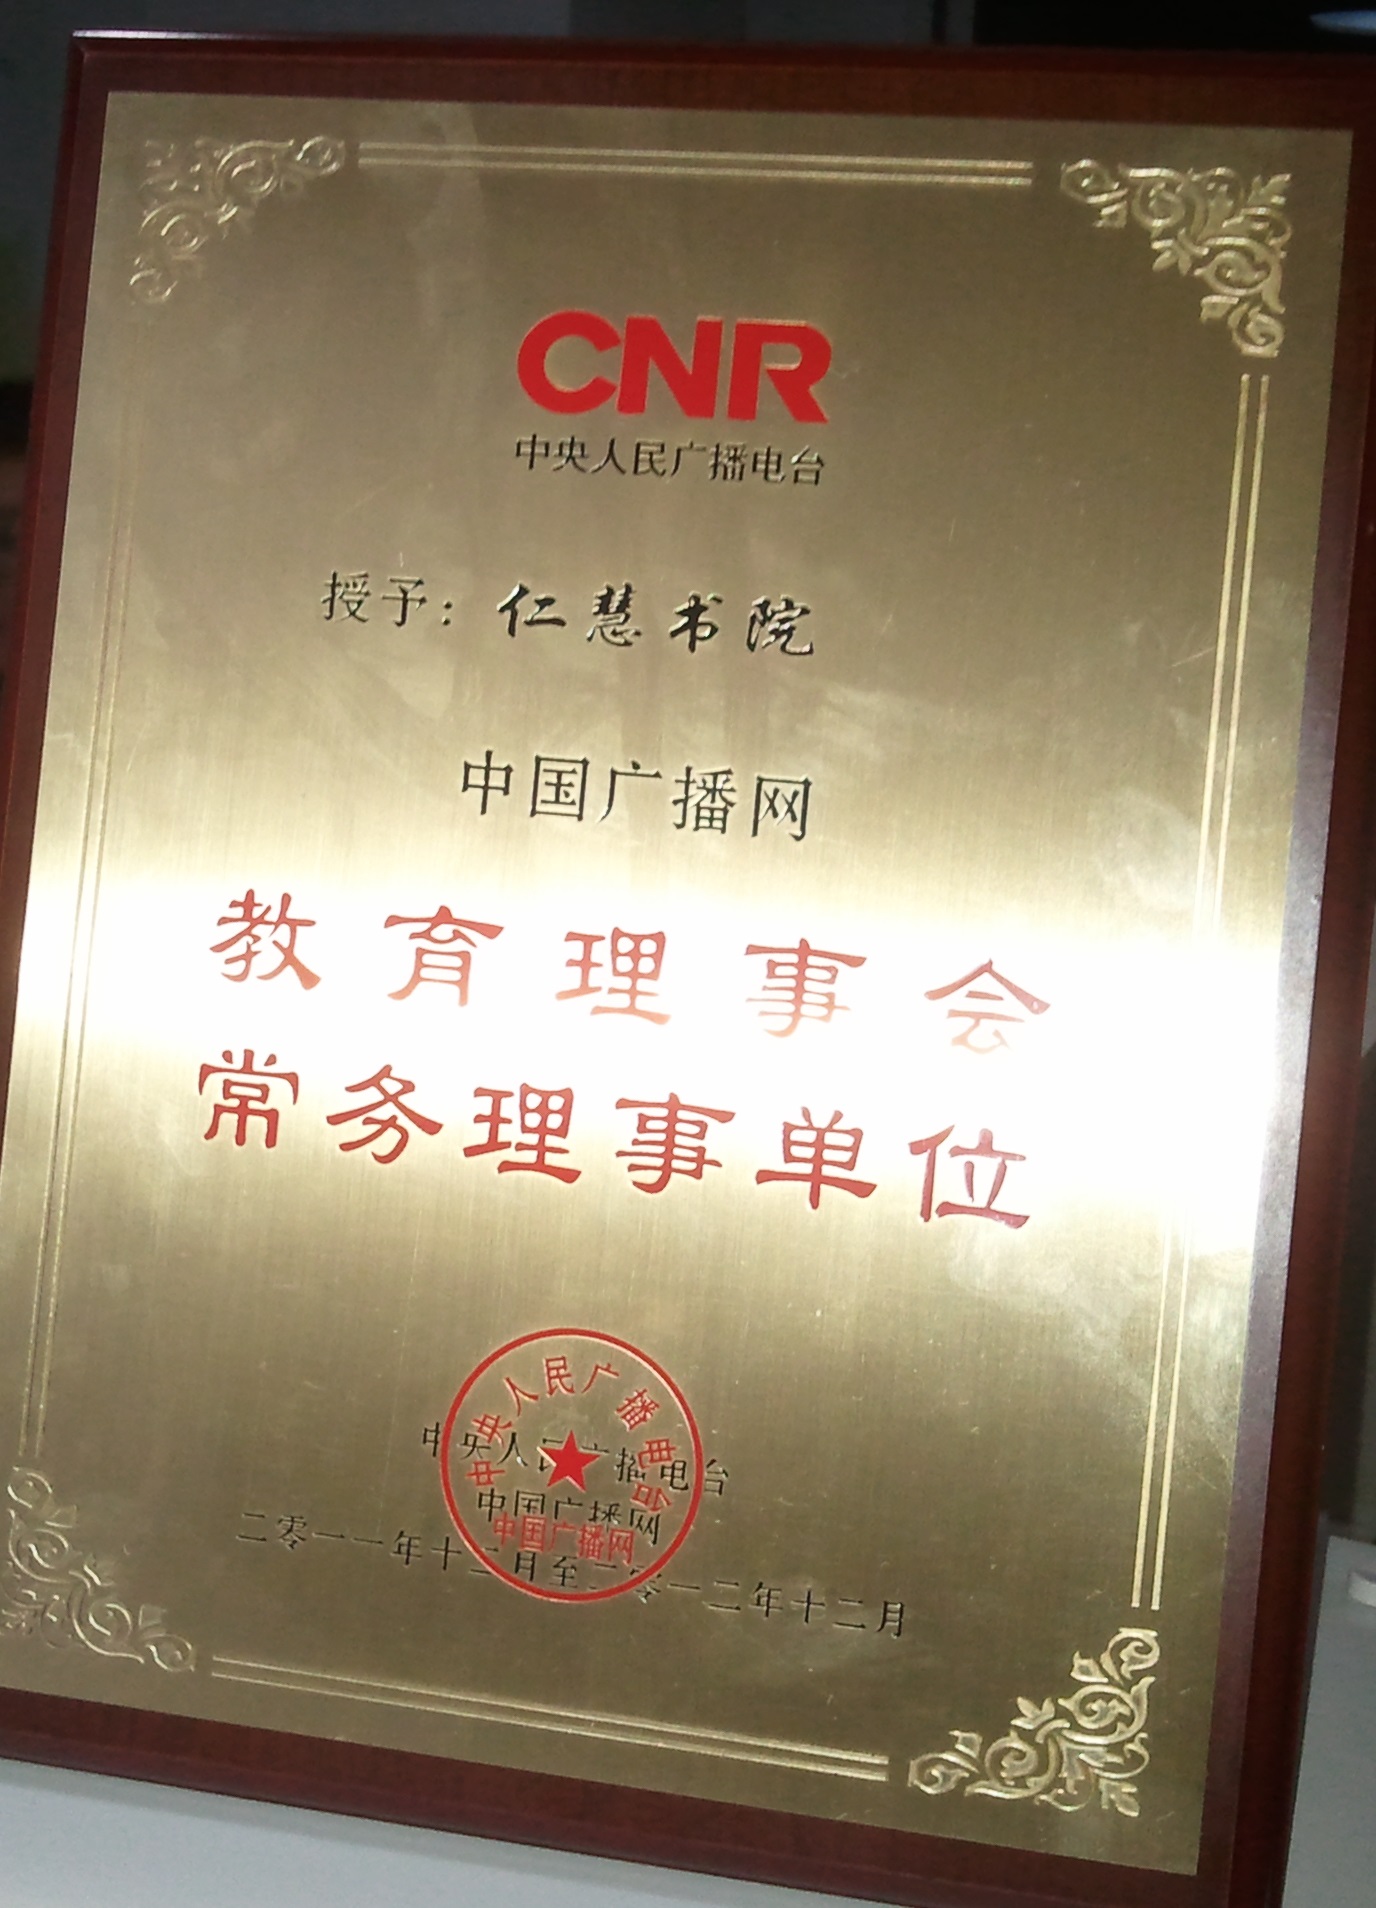 CNR
中央人民广播电台
授予：仁慧书院
中国广播网
教育理事会
常务理事单位
中央人民广播电台
中国广播网
二零一一年十二月至二零一二年十二月
中央人民广播电台
中国广播网